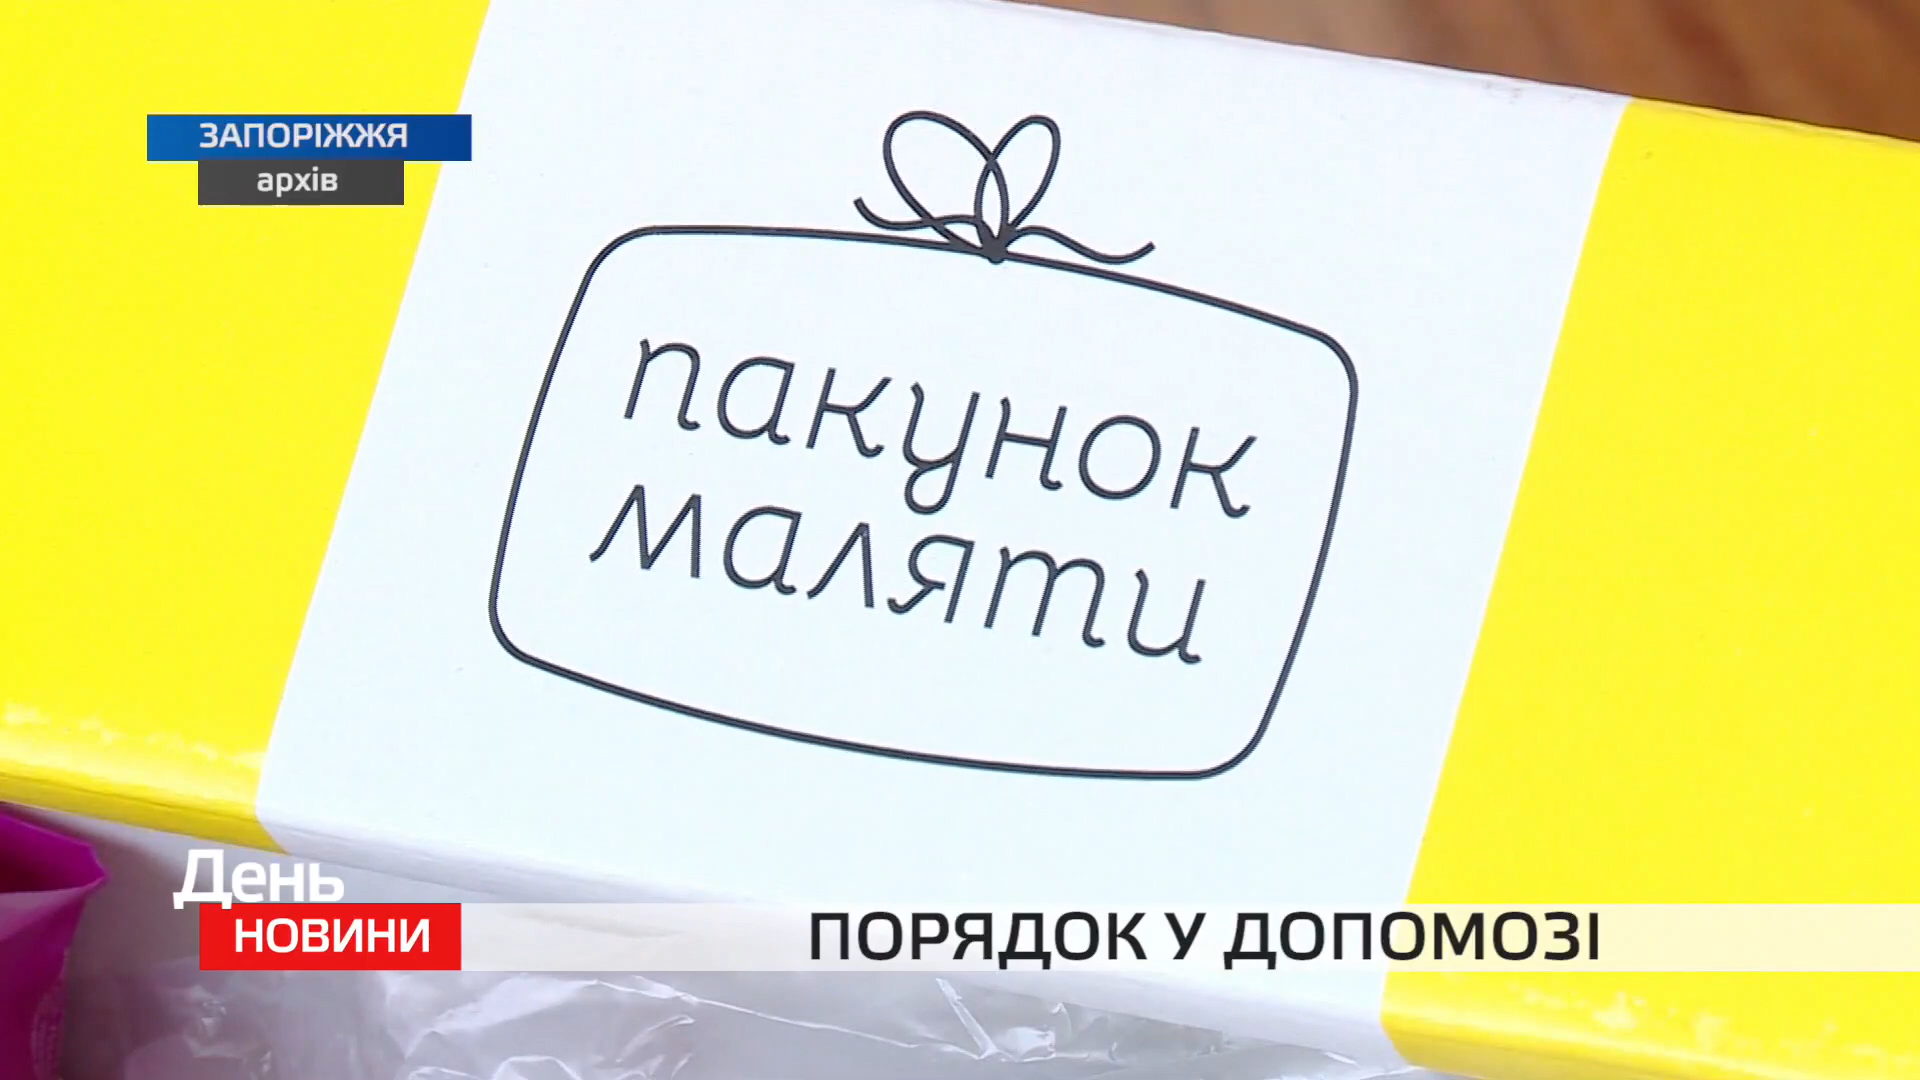 ЗАПОРІЖЖЯ
архів
пакунок
маляти
День
НОВИНИ
ПОРЯДОК У ДОПОМОЗІ